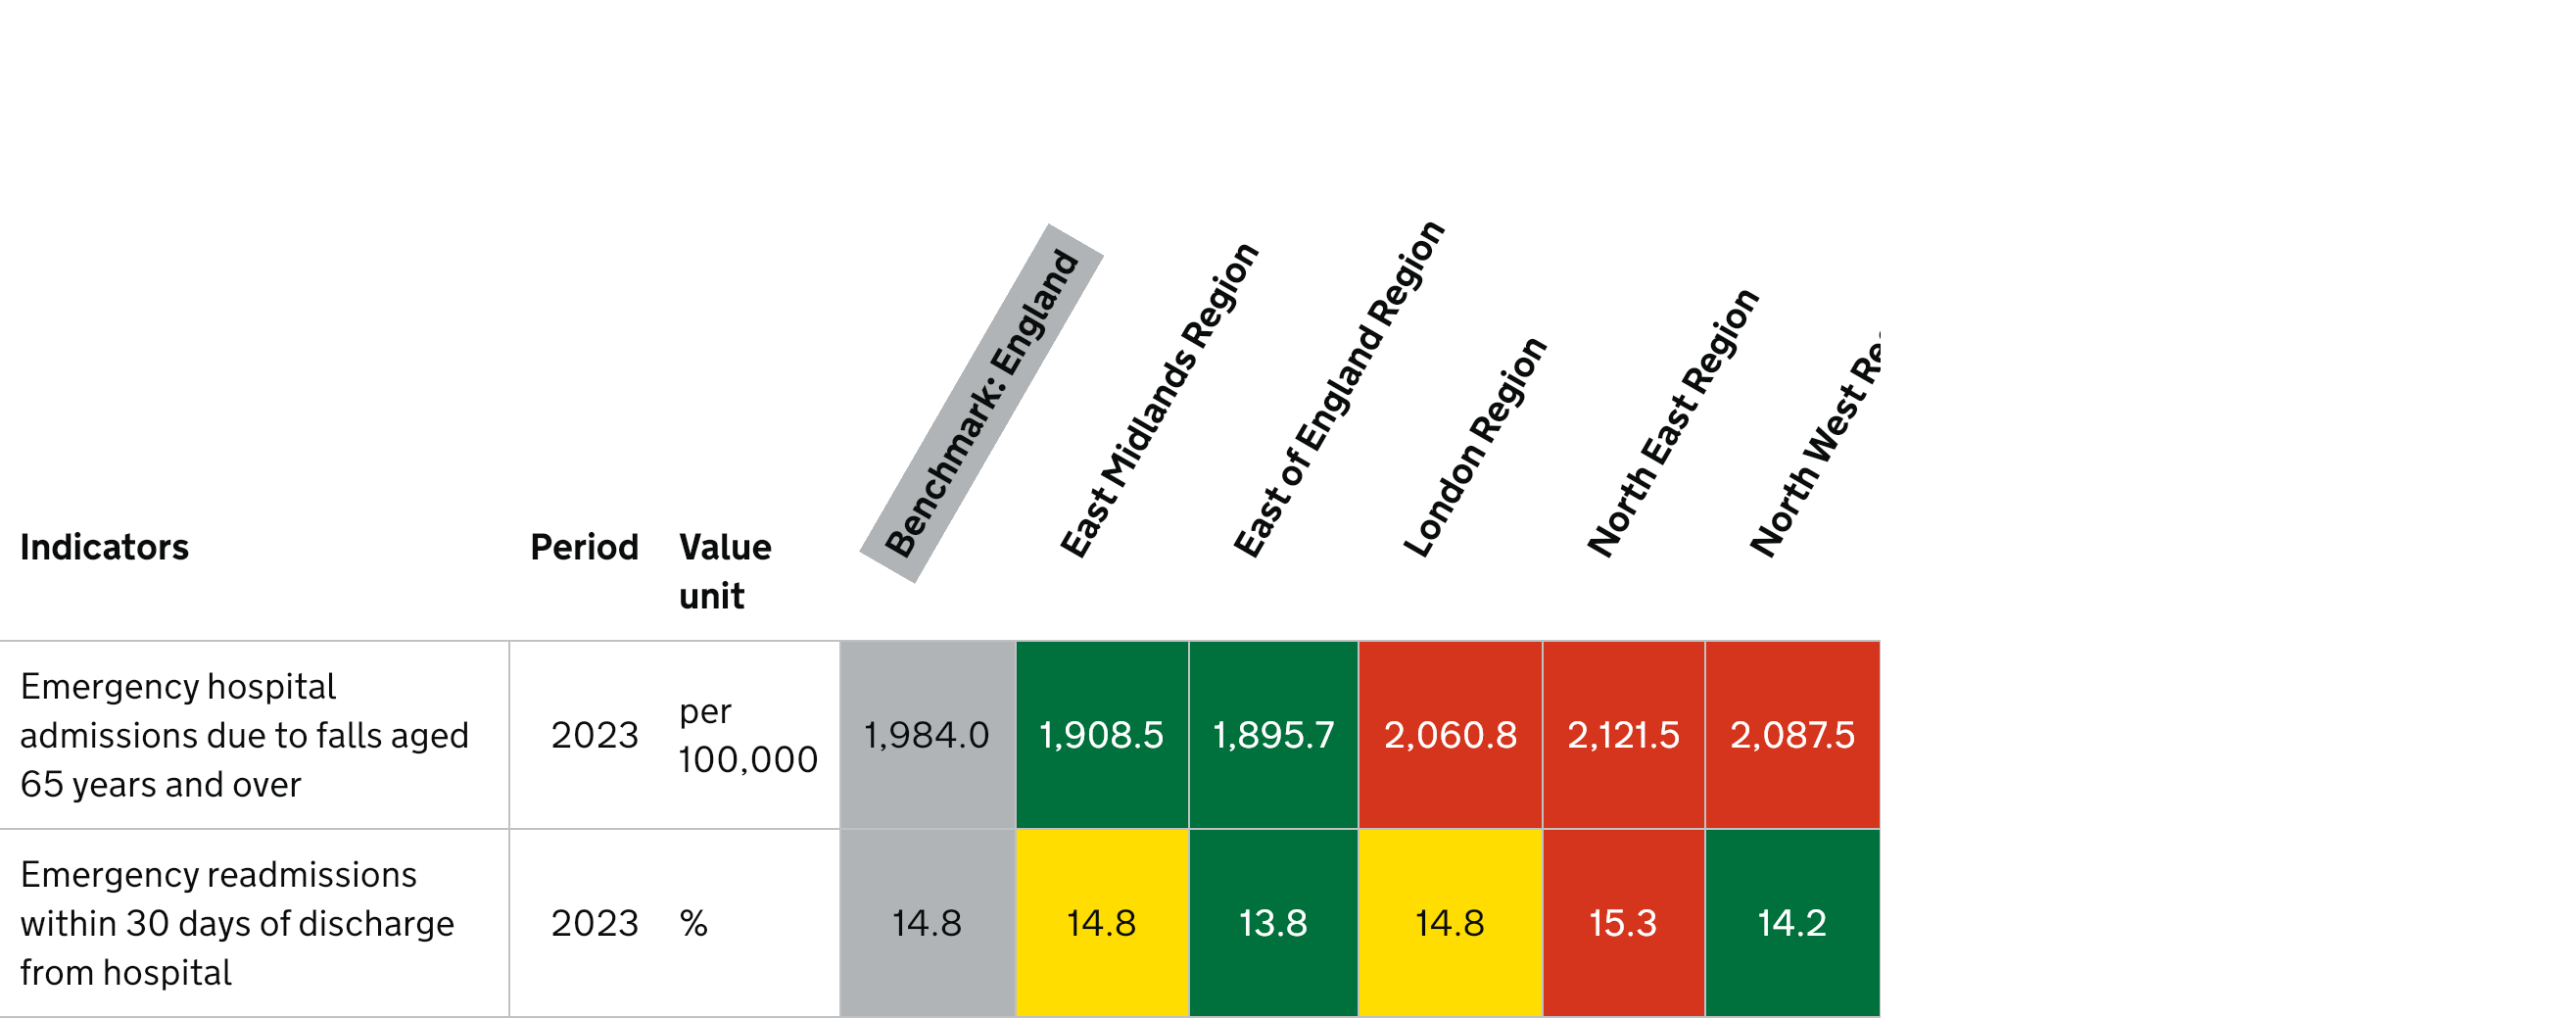 Benchmark: England
East Midlands Region
East of England Region
London Region
North East Region
North West
Indicators
Period
Value
unit
Emergency hospital
admissions due to falls aged
65 years and over
2023
per
100,000
1,984.0
1,908.5
1,895.7
2,060.8
2,121.5
2,087.5
Emergency readmissions
within 30 days of discharge
from hospital
2023
%
14.8
14.8
13.8
14.8
15.3
14.2